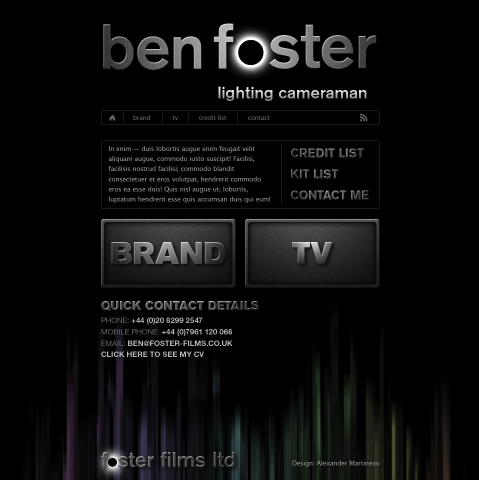 ben foster
lighting cameraman
brand tv credit list contact
In enim — duis lobortis augue enim feugait velit
aliquam augue, commodo iusto suscipit! Facilisi,
facilisis nostrud facilisi; commodo blandit
consectetuer et eros volutpat, hendrerit commodo
eros ea esse duis! Quis nisl augue ut; lobortis,
luptatum hendrerit esse quis accumsan duis qui eum!
CREDIT LIST
KIT LIST
CONTACT ME
BRAND
TV
QUICK CONTACT DETAILS
PHONE: +44 (0)20 8299 2547
MOBILE PHONE: +44 (0)7961 120 066
EMAIL: BEN@FOSTER-FILMS.CO.UK
CLICK HERE TO SEE MY CV
foster films ltd
Design: Alexander Martineau